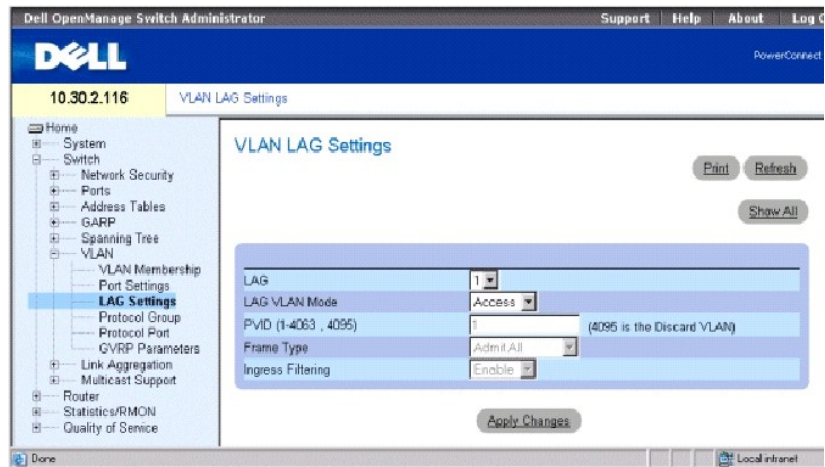 Dell OpenManage Switch Administrator
Support Help About Log
DELL
PowerConnect
10.30.2.116 VLAN LAG Settings
Home
System
Switch
Network Security
Ports
Address Tables
GARP
Spanning Tree
VLAN
VLAN Membership
Port Settings
LAG Settings
Protocol Group
Protocol Port
GVRP Parameters
Link Aggregation
Multicast Support
Router
Statistics/RMON
Quality of Service
VLAN LAG Settings
Print Refresh
Show All
LAG 1
LAG VLAN Mode Access
PVID (1-4063 , 4095) 1 (4095 is the Discard VLAN)
Frame Type Admit All
Ingress Filtering Enable
Apply Changes
Done
Local intranet